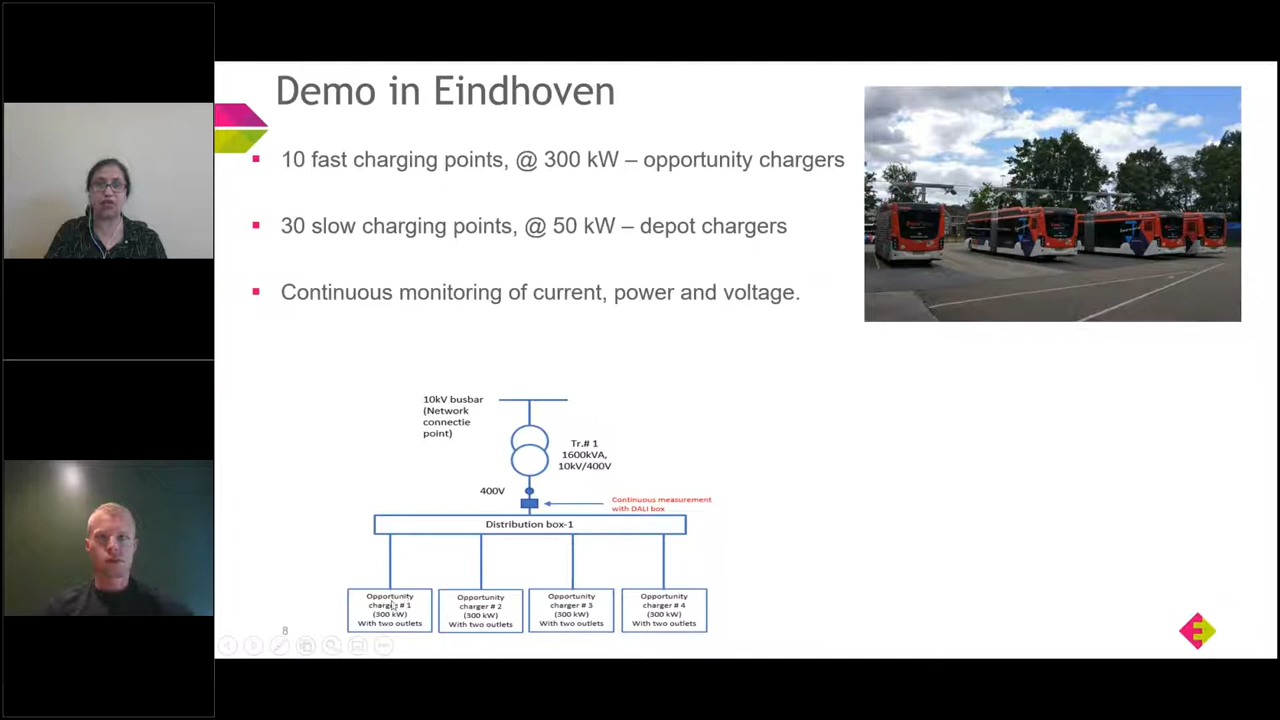 Demo in Eindhoven
10 fast charging points, @ 300 kW – opportunity chargers
30 slow charging points, @ 50 kW – depot chargers
Continuous monitoring of current, power and voltage.
10kV busbar
(Network
connectie
point)
Tr.# 1
1600kVA,
10kV/400V
400V
Continuous measurement
with DALI box
Distribution box-1
Opportunity
charger # 1
(300 kW)
With two outlets
Opportunity
charger # 2
(300 kW)
With two outlets
Opportunity
charger # 3
(300 kW)
With two outlets
Opportunity
charger # 4
(300 kW)
With two outlets
8